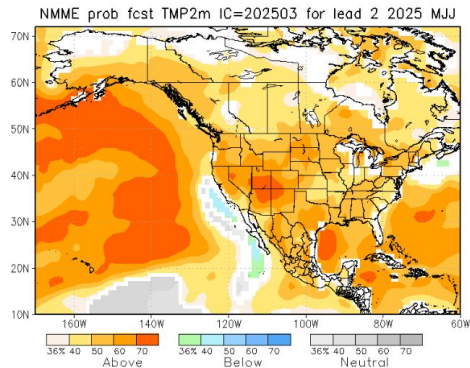 NMME prob fcst TMP2m IC=202503 for lead 2 2025 MJJ
70N
60N
50N
40N
30N
20N
10N
160W 140W 120W 100W 80W 60W
36% 40 50 60 70 36% 40 50 60 70 36% 40 50 60 70
Above Below Neutral